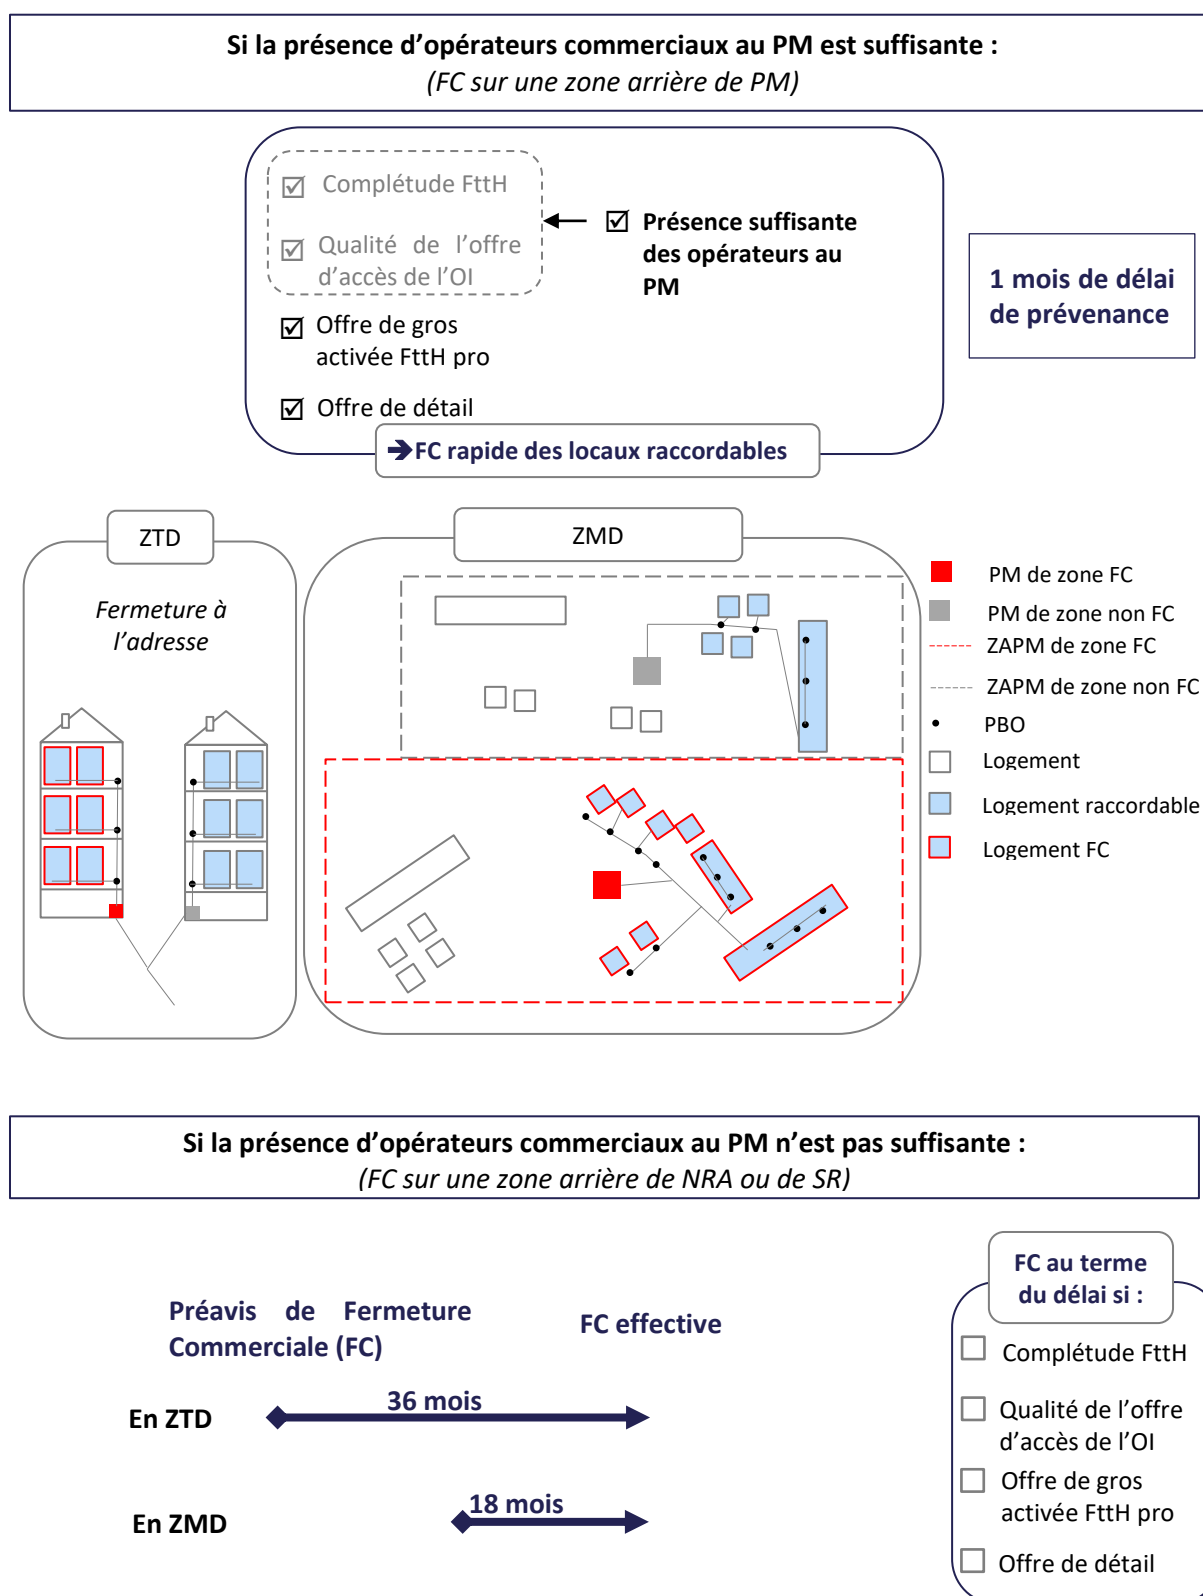 Si la présence d'opérateurs commerciaux au PM est suffisante :
(FC sur une zone arrière de PM)
Complétude FttH
Qualité de l'offre
d'accès de l'OI
Présence suffisante
des opérateurs au
PM
Offre de gros
activée FttH pro
Offre de détail
➔FC rapide des locaux raccordables
1 mois de délai
de prévenance
ZTD
Fermeture à
l'adresse
ZMD
PM de zone FC
PM de zone non FC
ZAPM de zone FC
ZAPM de zone non FC
PBO
Logement
Logement raccordable
Logement FC
Si la présence d'opérateurs commerciaux au PM n'est pas suffisante :
(FC sur une zone arrière de NRA ou de SR)
Préavis de Fermeture
Commerciale (FC)
FC effective
En ZTD
36 mois
En ZMD
18 mois
FC au terme
du délai si :
Complétude FttH
Qualité de l'offre
d'accès de l'OI
Offre de gros
activée FttH pro
Offre de détail